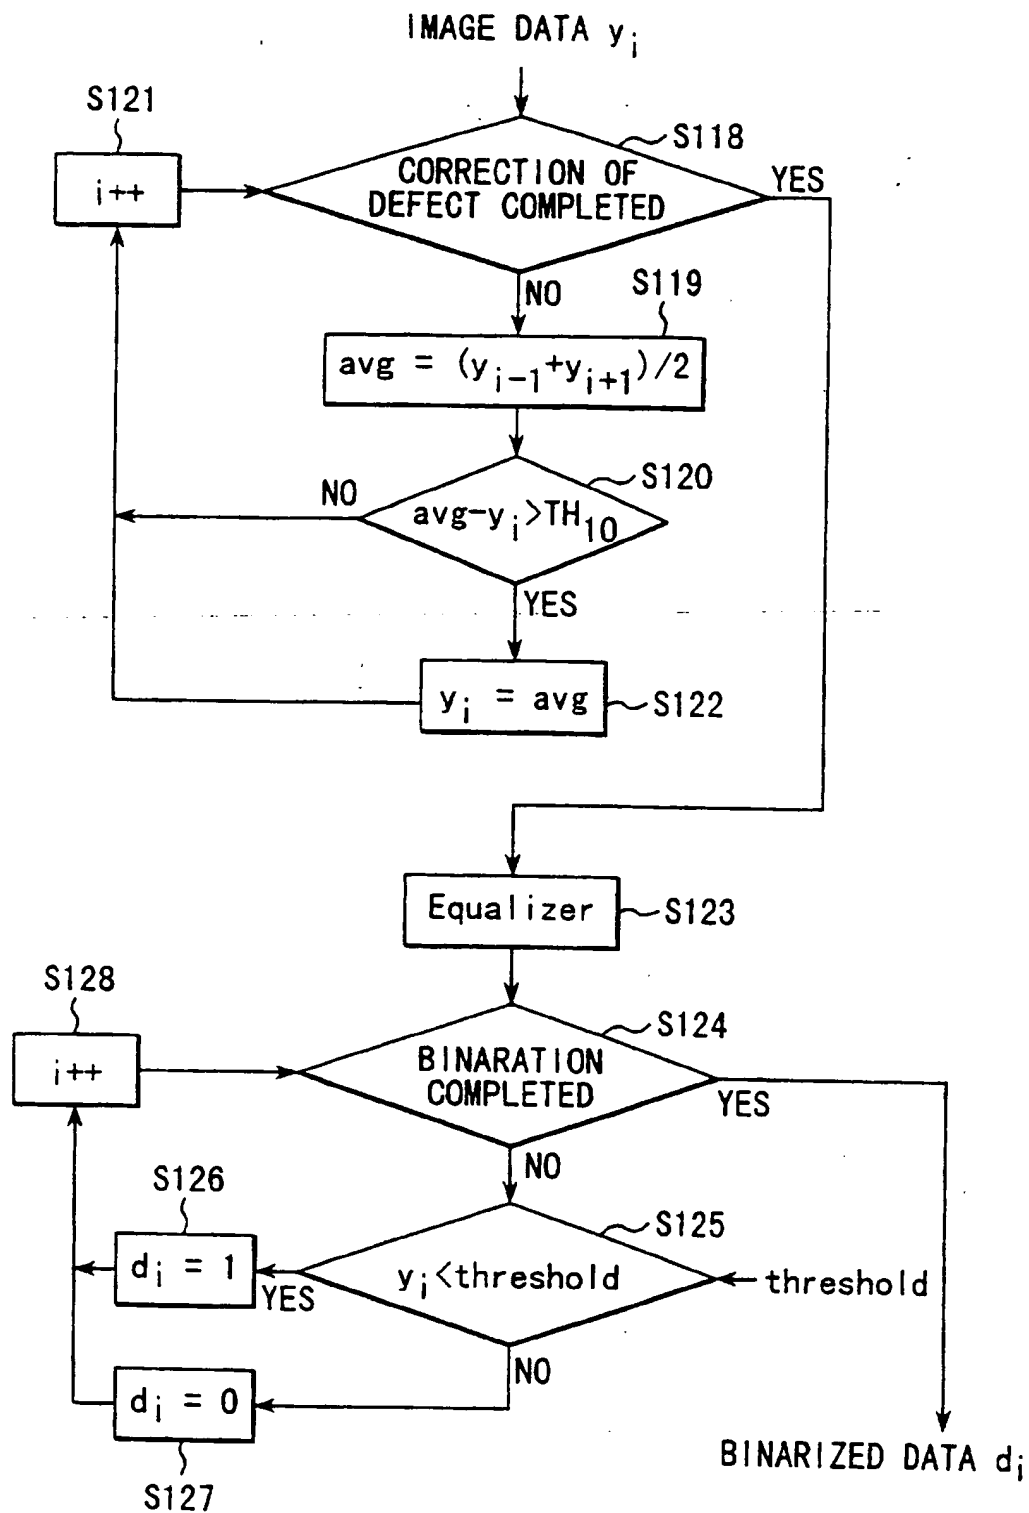 IMAGE DATA yi
S121
S118
i++
CORRECTION OF
DEFECT COMPLETED
YES
NO
S119
avg = (yi-1+yi+1)/2
S120
NO
avg-yi>TH10
YES
yi = avg
S122
Equalizer
S123
S128
S124
i++
BINARATION
COMPLETED
YES
NO
S126
S125
di = 1
YES
yi<threshold
threshold
NO
di = 0
BINARIZED DATA di
S127